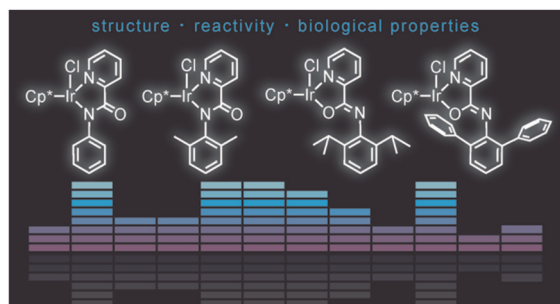 structure · reactivity · biological properties
Cl Cl Cl Cl
N N N N
Cp* Ir Cp* Ir Cp* Ir Cp* Ir
N O N O O N O N